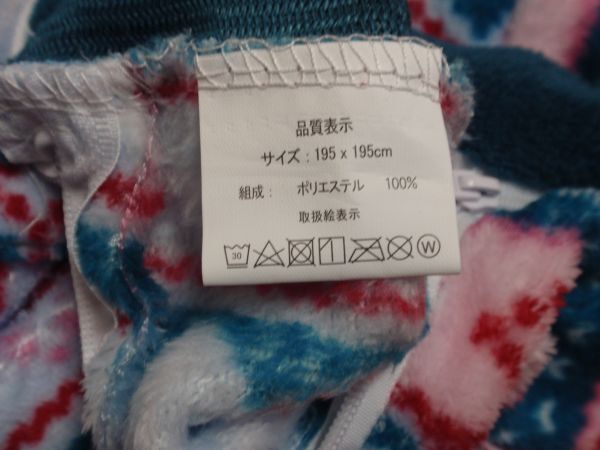 品質表示
サイズ : 195 x 195cm
組成 : ポリエステル 100%
取扱絵表示
30 W